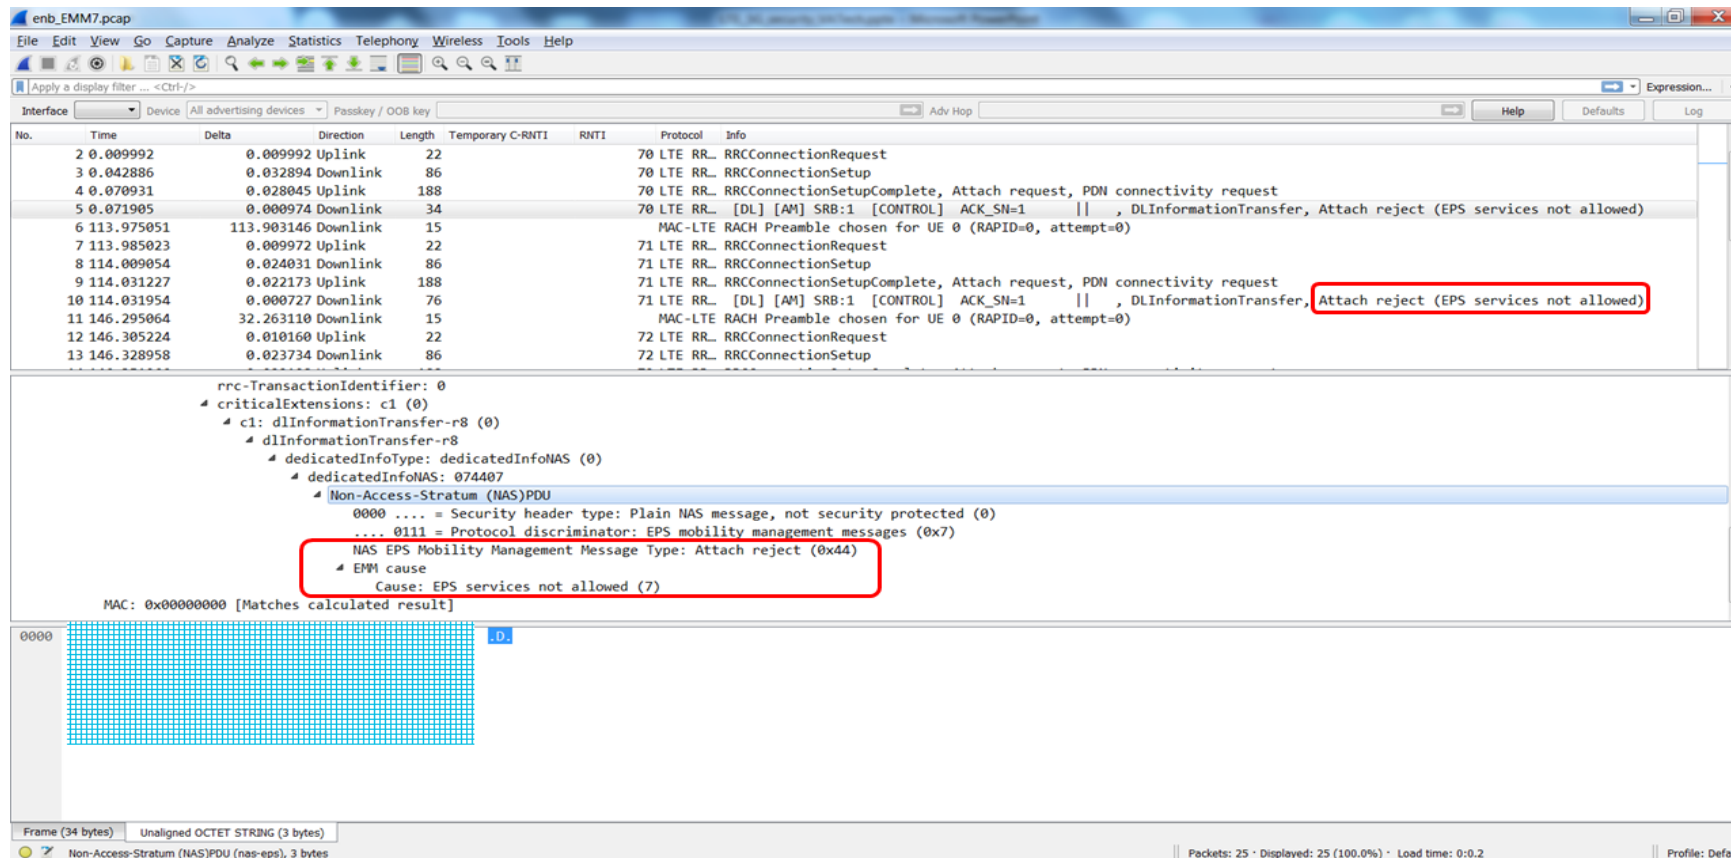 enb_EMM7.pcap
File Edit View Go Capture Analyze Statistics Telephony Wireless Tools Help
Apply a display filter ... <Ctrl-/>
Expression...
Interface Device All advertising devices Passkey / OOB key Adv Hop Help Defaults Log
No. Time Delta Direction Length Temporary C-RNTI RNTI Protocol Info
2 0.009992 0.009992 Uplink 22 70 LTE RR… RRCConnectionRequest
3 0.042886 0.032894 Downlink 86 70 LTE RR… RRCConnectionSetup
4 0.070931 0.028045 Uplink 188 70 LTE RR… RRCConnectionSetupComplete, Attach request, PDN connectivity request
5 0.071905 0.000974 Downlink 34 70 LTE RR… [DL] [AM] SRB:1 [CONTROL] ACK_SN=1 || , DLInformationTransfer, Attach reject (EPS services not allowed)
6 113.975051 113.903146 Downlink 15 MAC-LTE RACH Preamble chosen for UE 0 (RAPID=0, attempt=0)
7 113.985023 0.009972 Uplink 22 71 LTE RR… RRCConnectionRequest
8 114.009054 0.024031 Downlink 86 71 LTE RR… RRCConnectionSetup
9 114.031227 0.022173 Uplink 188 71 LTE RR… RRCConnectionSetupComplete, Attach request, PDN connectivity request
10 114.031954 0.000727 Downlink 76 71 LTE RR… [DL] [AM] SRB:1 [CONTROL] ACK_SN=1 || , DLInformationTransfer, Attach reject (EPS services not allowed)
11 146.295064 32.263110 Downlink 15 MAC-LTE RACH Preamble chosen for UE 0 (RAPID=0, attempt=0)
12 146.305224 0.010160 Uplink 22 72 LTE RR… RRCConnectionRequest
13 146.328958 0.023734 Downlink 86 72 LTE RR… RRCConnectionSetup
rrc-TransactionIdentifier: 0
criticalExtensions: c1 (0)
c1: dlInformationTransfer-r8 (0)
dlInformationTransfer-r8
dedicatedInfoType: dedicatedInfoNAS (0)
dedicatedInfoNAS: 074407
Non-Access-Stratum (NAS)PDU
0000 .... = Security header type: Plain NAS message, not security protected (0)
.... 0111 = Protocol discriminator: EPS mobility management messages (0x7)
NAS EPS Mobility Management Message Type: Attach reject (0x44)
EMM cause
Cause: EPS services not allowed (7)
MAC: 0x00000000 [Matches calculated result]
0000 .D.
Frame (34 bytes) Unaligned OCTET STRING (3 bytes)
Non-Access-Stratum (NAS)PDU (nas-eps), 3 bytes Packets: 25 · Displayed: 25 (100.0%) · Load time: 0:0.2 Profile: Defa